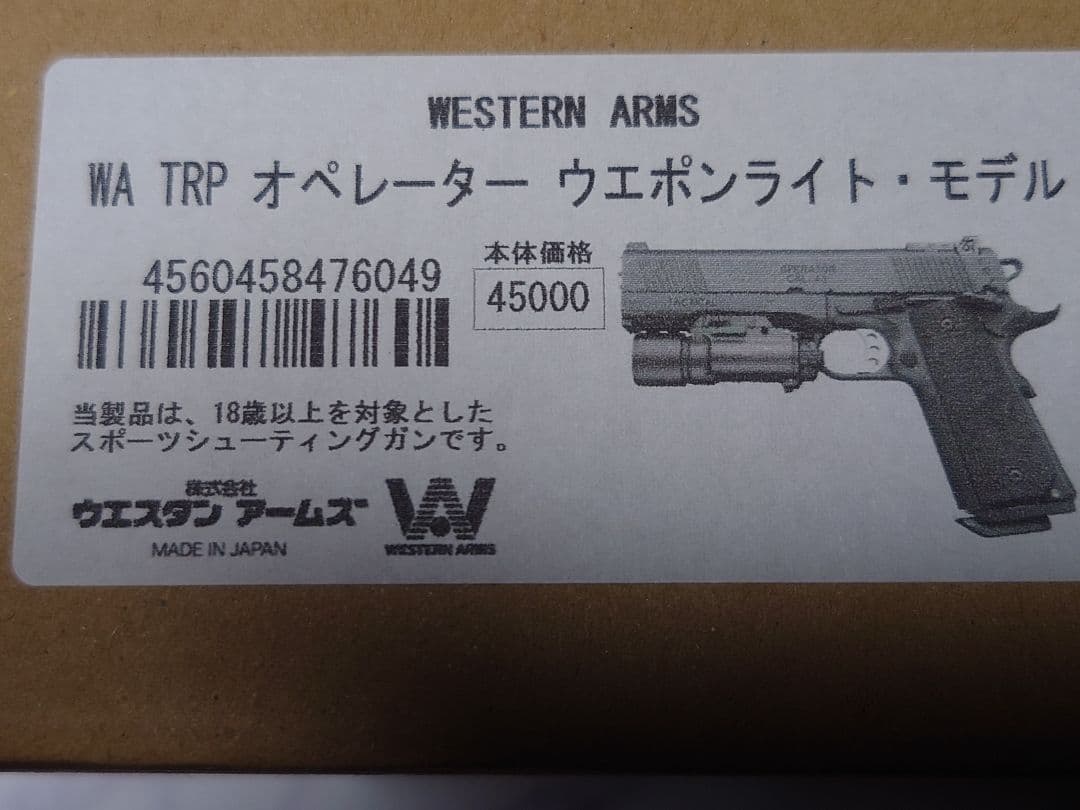 WESTERN ARMS
WA TRP オペレーター ウエポンライト・モデル
4560458476049
本体価格
45000
OPERATOR
TACTICAL
当製品は、18歳以上を対象とした
スポーツシューティングガンです。
株式会社
ウエスタン アームズ
MADE IN JAPAN
WESTERN ARMS